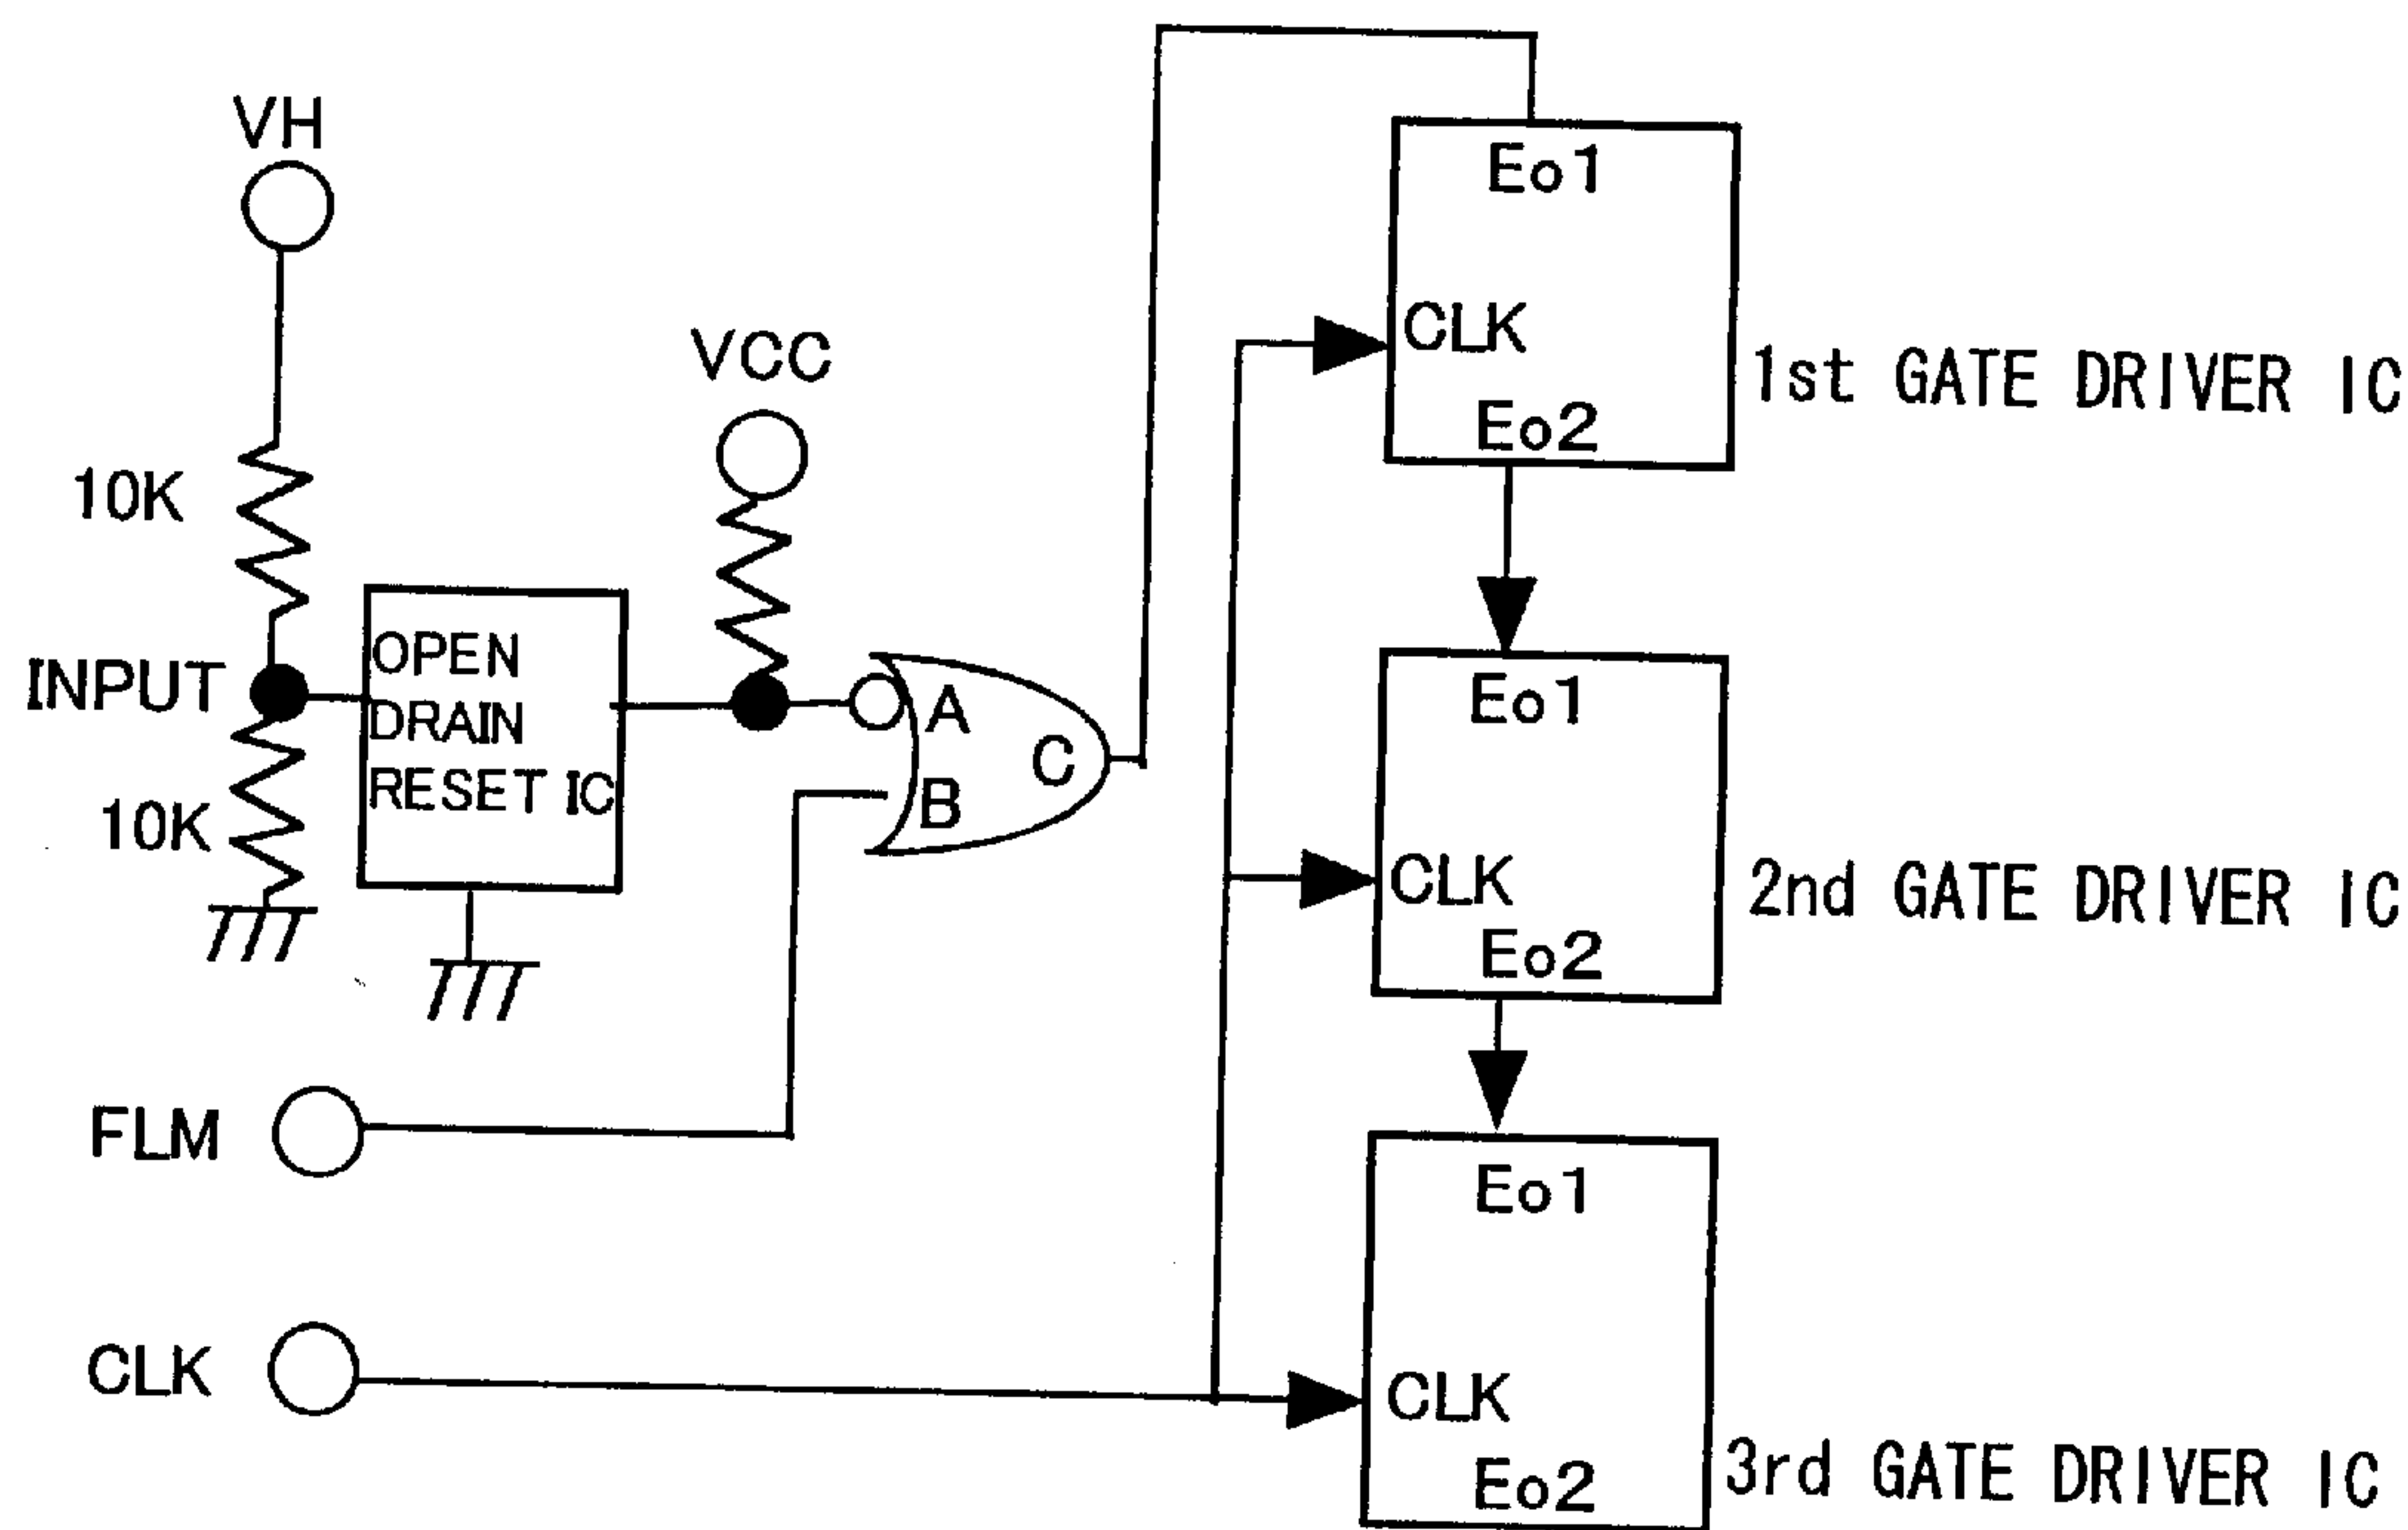 VH
10K
INPUT
10K
OPEN
DRAIN
RESET IC
VCC
A
B
C
FLM
CLK
Eo1
CLK
Eo2
1st GATE DRIVER IC
Eo1
CLK
Eo2
2nd GATE DRIVER IC
Eo1
CLK
Eo2
3rd GATE DRIVER IC